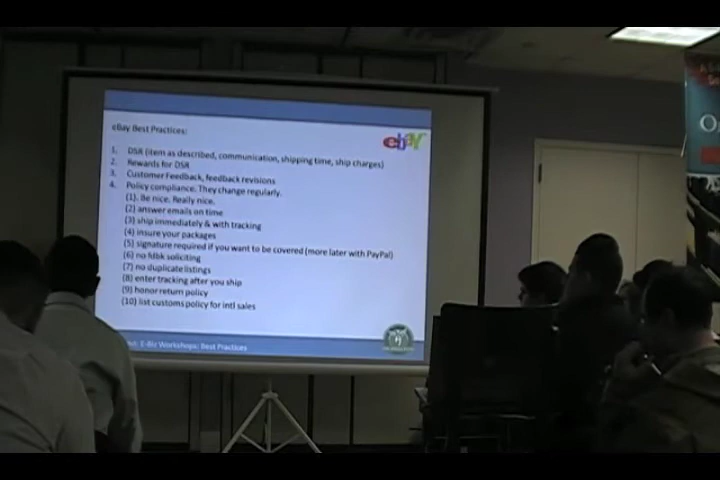 eBay Best Practices:
ebay
1. DSR (item as described, communication, shipping time, ship charges)
2. Rewards for DSR
3. Customer Feedback, feedback revisions
4. Policy compliance. They change regularly.
(1). Be nice. Really nice.
(2) answer emails on time
(3) ship immediately & with tracking
(4) insure your packages
(5) signature required if you want to be covered (more later with PayPal)
(6) no fdbk soliciting
(7) no duplicate listings
(8) enter tracking after you ship
(9) honor return policy
(10) list customs policy for intl sales
E-Biz Workshops: Best Practices